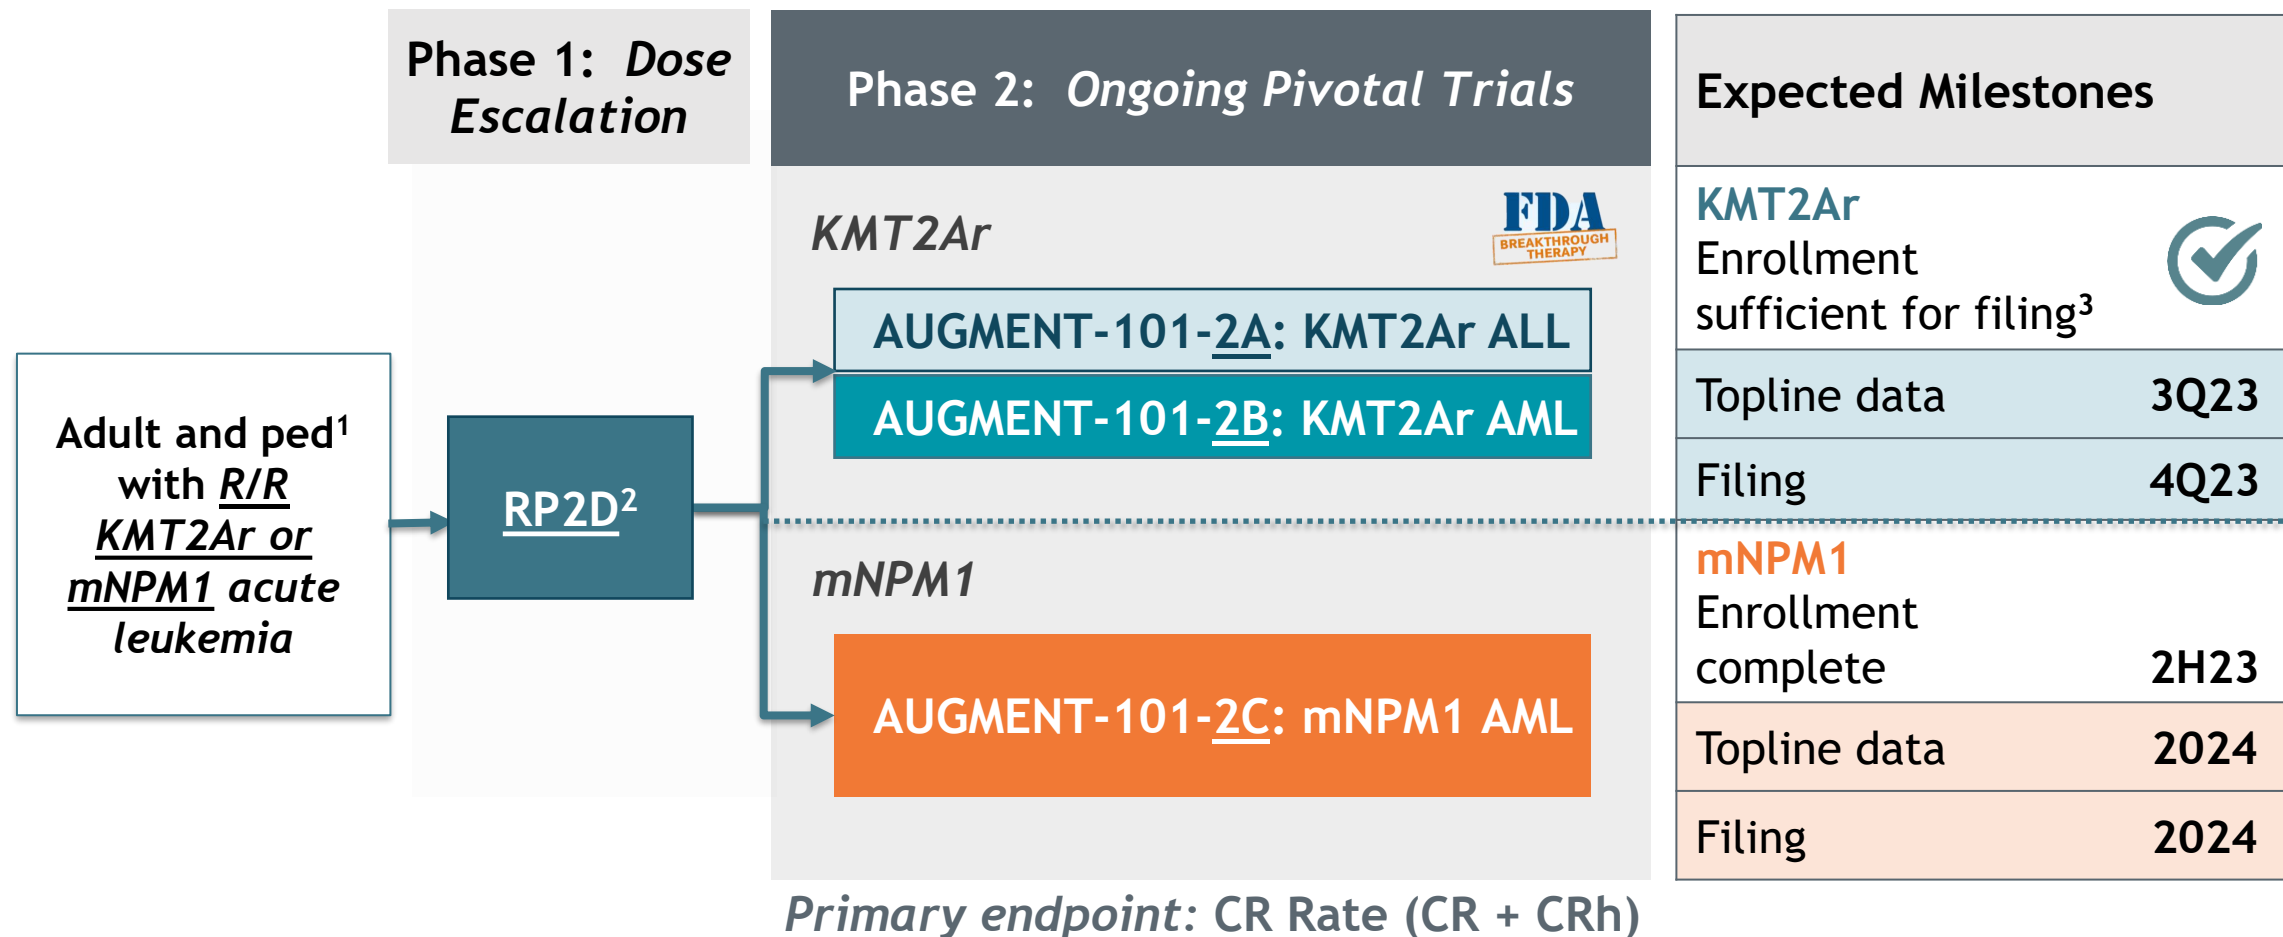 Phase 1: Dose
Escalation
Phase 2: Ongoing Pivotal Trials
Expected Milestones
Adult and ped¹
with R/R
KMT2Ar or
mNPM1 acute
leukemia
RP2D²
KMT2Ar
FDA
BREAKTHROUGH
THERAPY
AUGMENT-101-2A: KMT2Ar ALL
AUGMENT-101-2B: KMT2Ar AML
mNPM1
AUGMENT-101-2C: mNPM1 AML
Primary endpoint: CR Rate (CR + CRh)
KMT2Ar
Enrollment
sufficient for filing³
Topline data 3Q23
Filing 4Q23
mNPM1
Enrollment
complete 2H23
Topline data 2024
Filing 2024